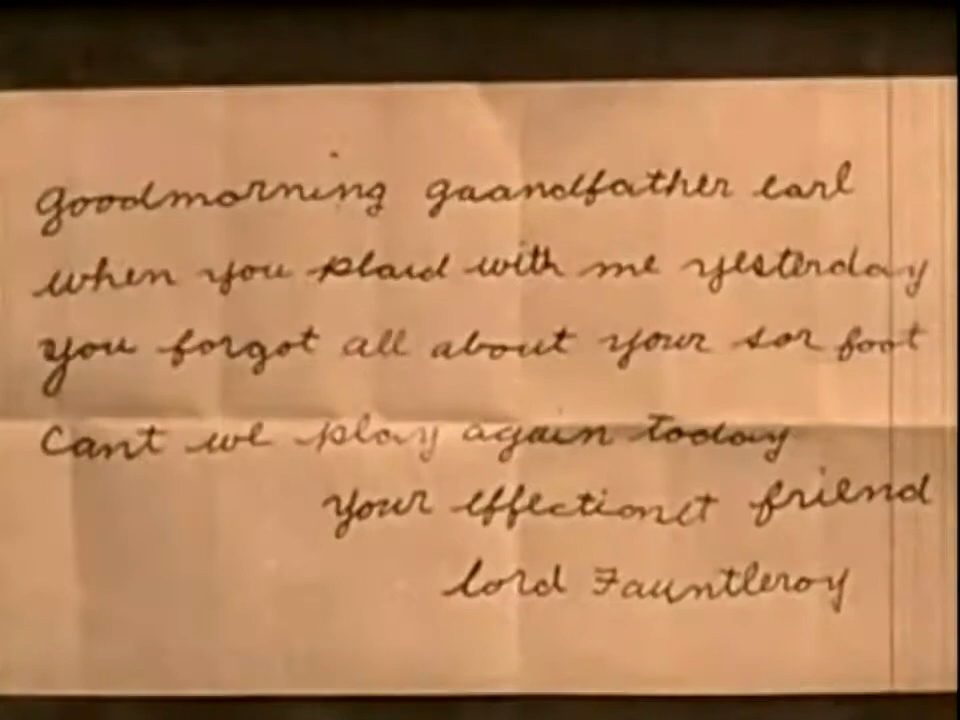 goodmorning gaandfather earl
when you plaid with me yesterday
you forgot all about your sor foot
Cant we play again today
your effectionet friend
lord Fauntleroy